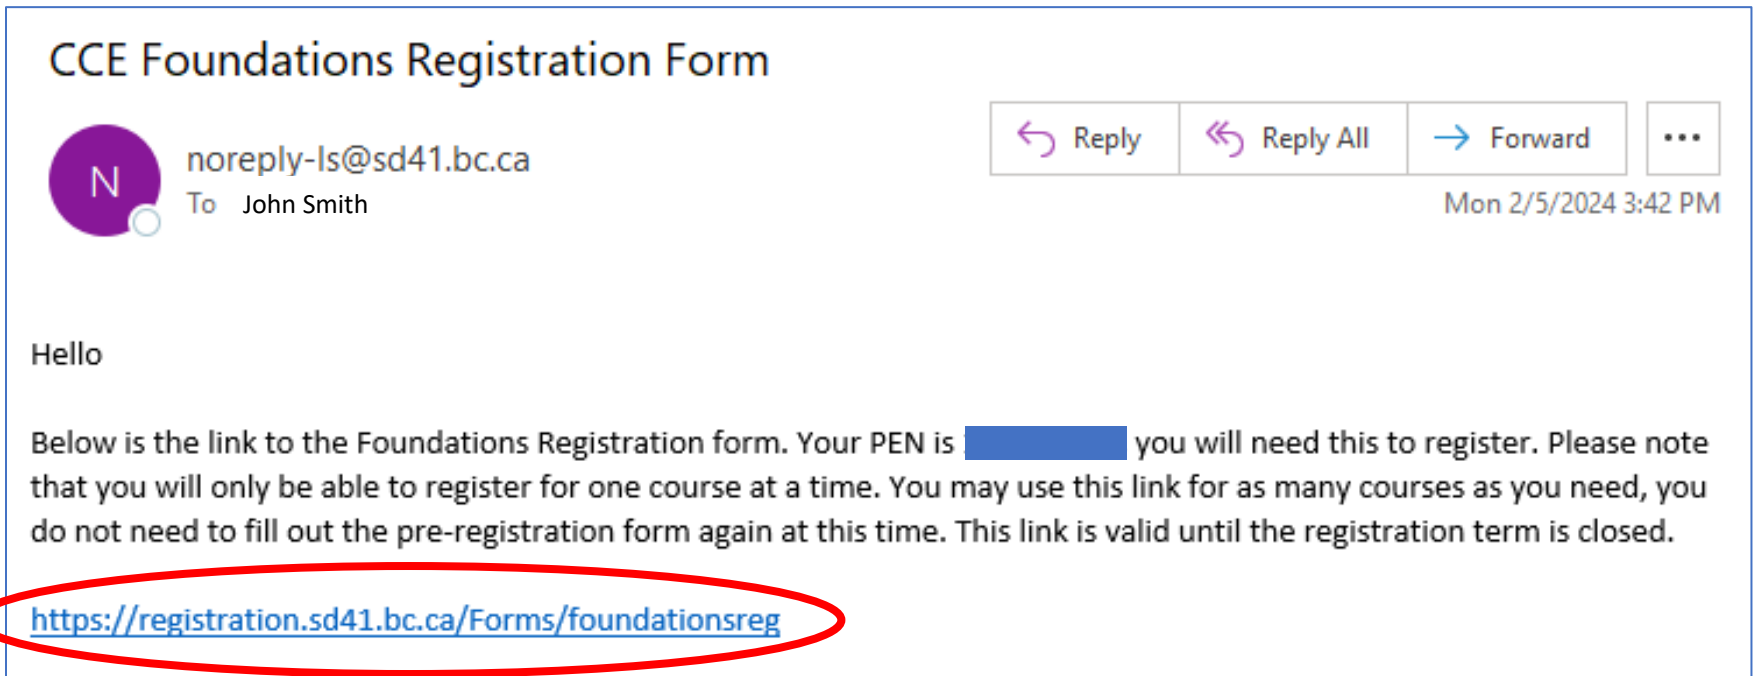 CCE Foundations Registration Form
Reply
Reply All
Forward
N
noreply-ls@sd41.bc.ca
To John Smith
Mon 2/5/2024 3:42 PM
Hello
Below is the link to the Foundations Registration form. Your PEN is you will need this to register. Please note
that you will only be able to register for one course at a time. You may use this link for as many courses as you need, you
do not need to fill out the pre-registration form again at this time. This link is valid until the registration term is closed.
https://registration.sd41.bc.ca/Forms/foundationsreg